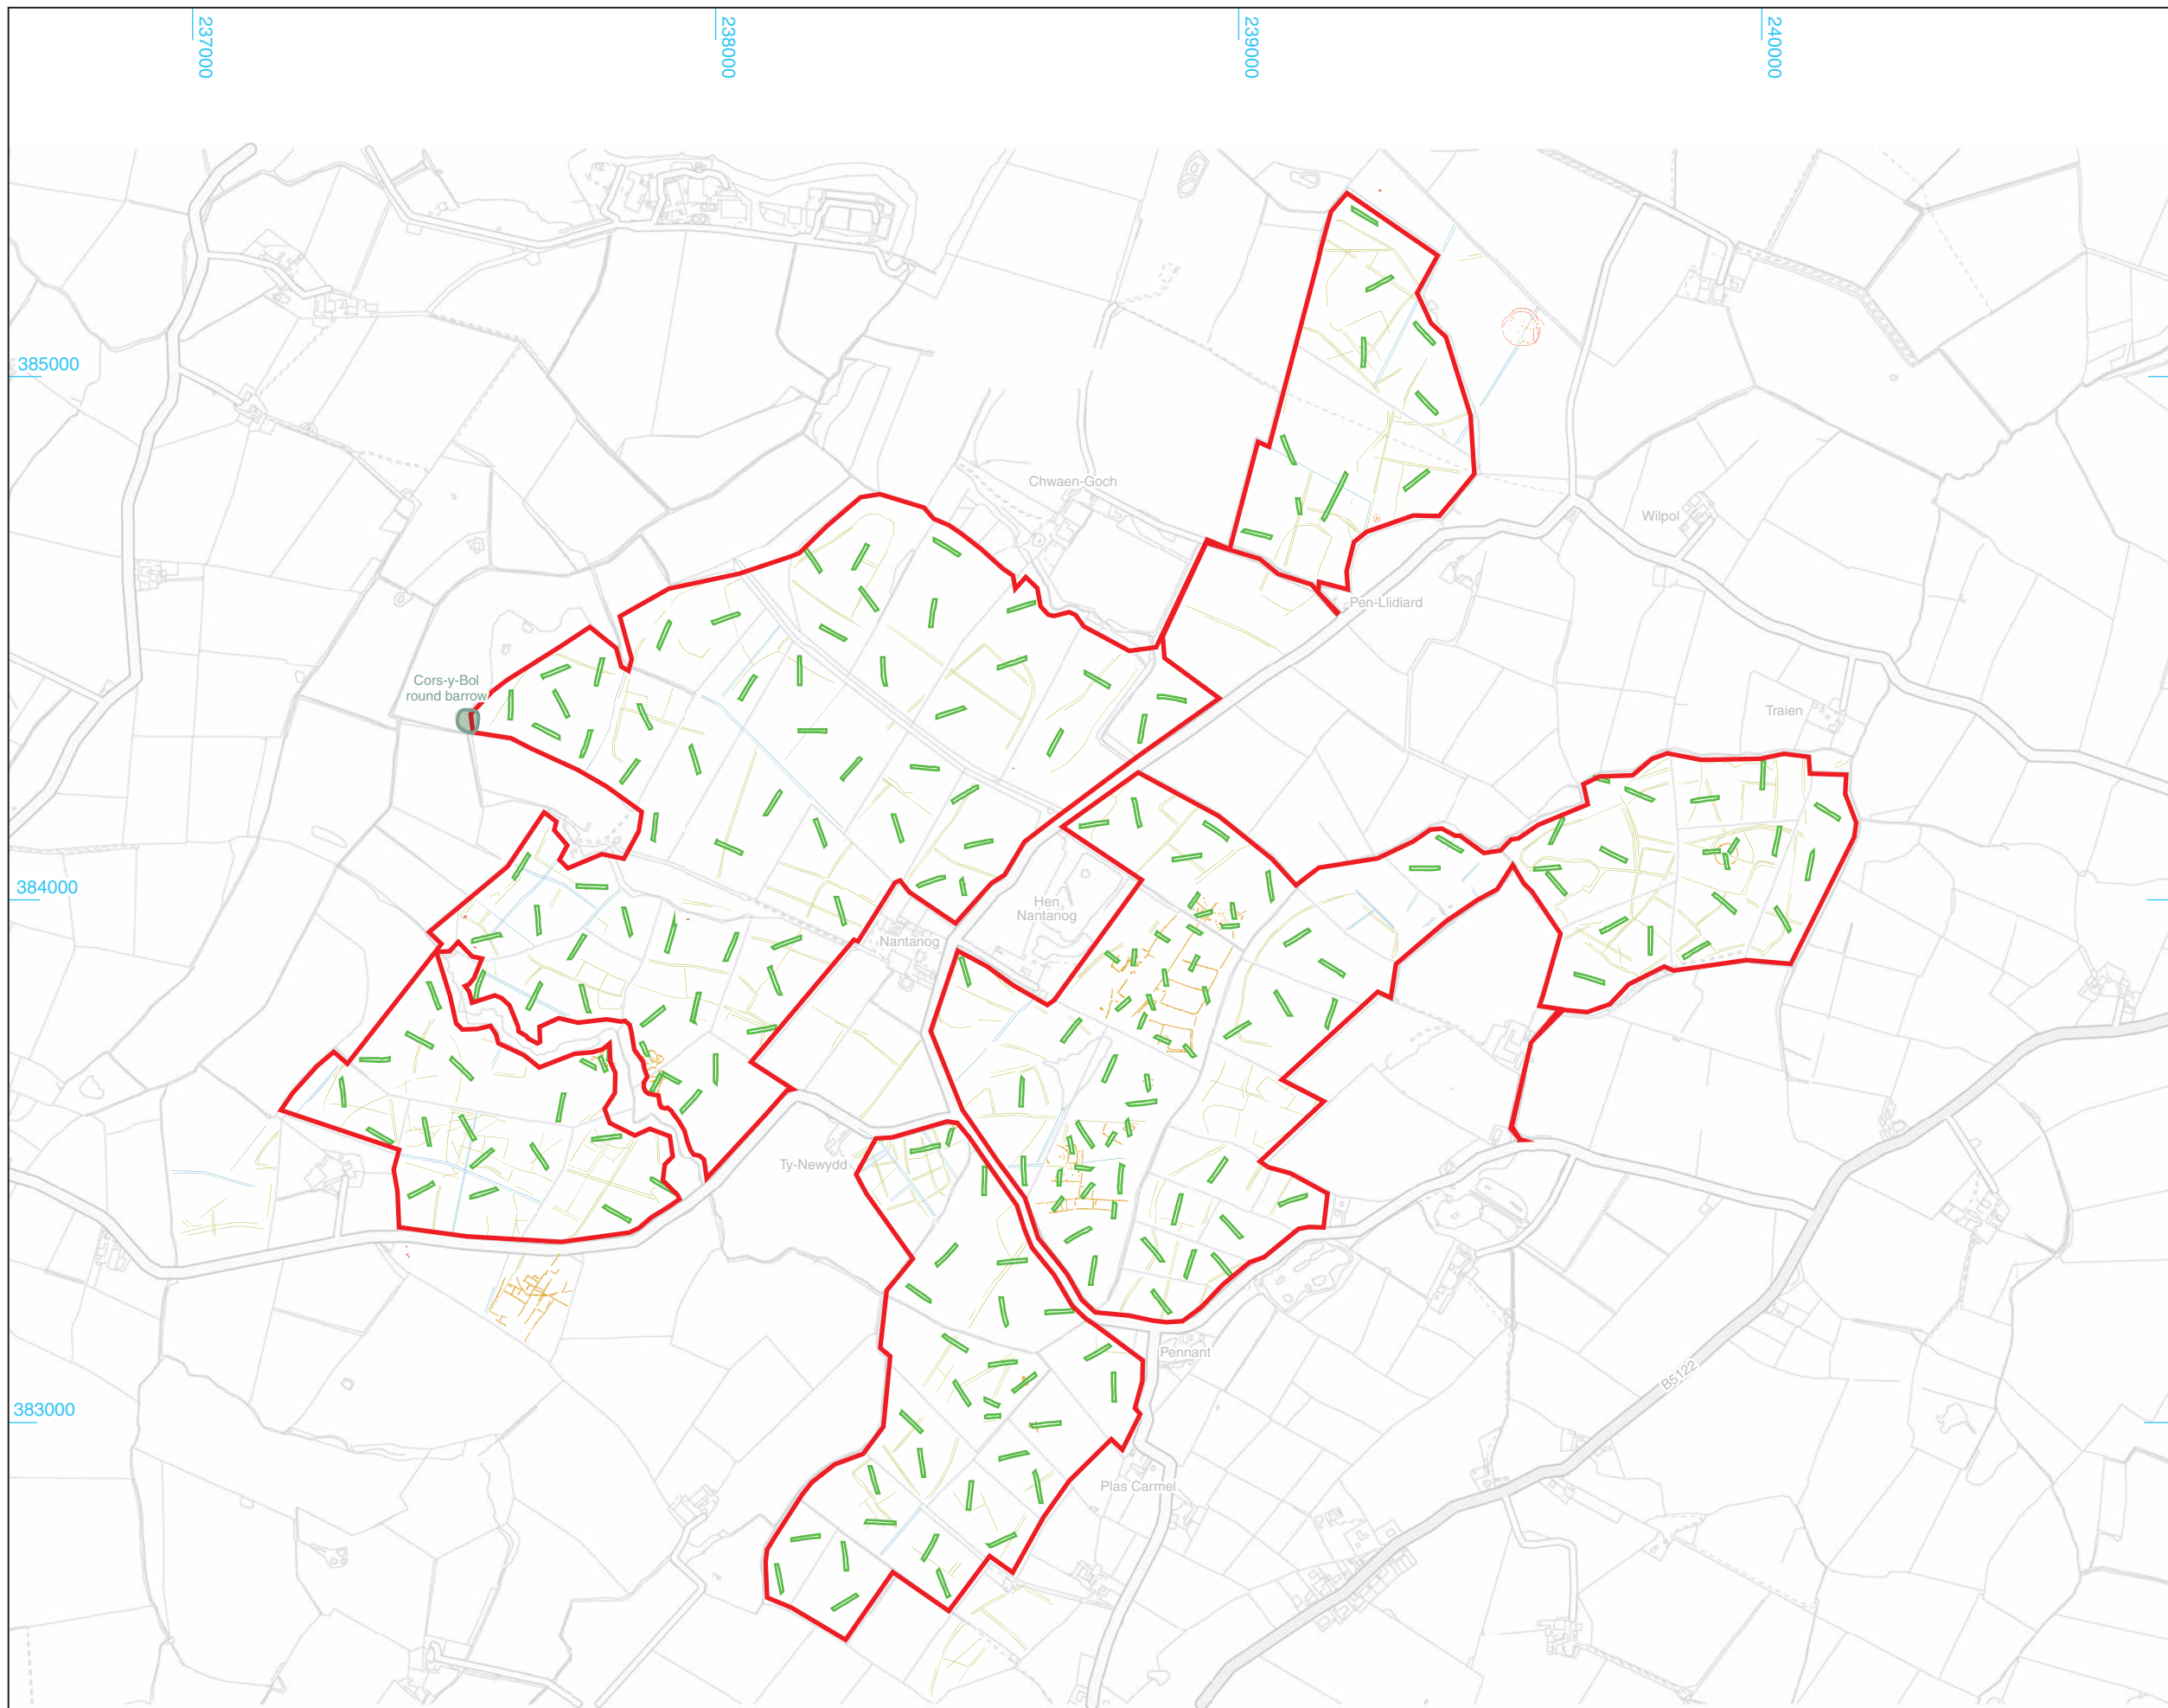 237000
238000
239000
240000
385000
Chwaen-Goch
Wilpol
Pen-Llidiard
Cors-y-Bol
round barrow
Traien
384000
Hen
Nantanog
Nantanog
Ty-Newydd
Pennant
B5122
383000
Plas Carmel